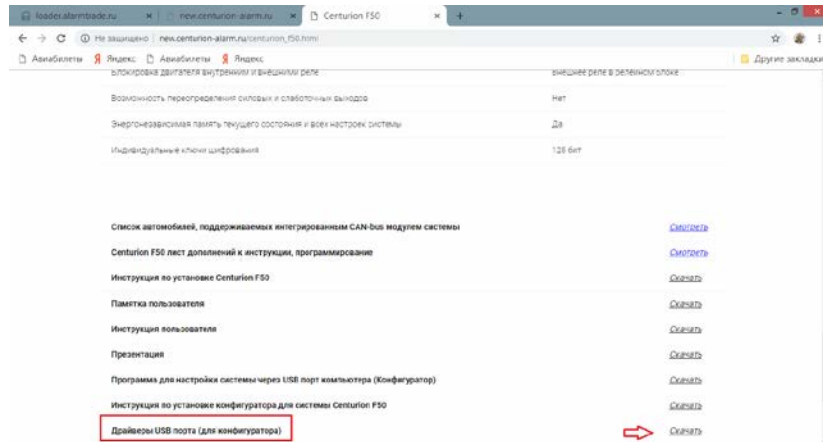 loader.alarmtrade.ru
new.centurion-alarm.ru
Centurion F50
Не защищено | new.centurion-alarm.ru/centurion_f50.html
Авиабилеты Яндекс Авиабилеты Яндекс Другие закладки
Блокировка двигателя внутренним и внешними реле внешнее реле в релейном блоке
Возможность переопределения силовых и слаботочных выходов Нет
Энергонезависимая память текущего состояния и всех настроек системы Да
Индивидуальные ключи шифрования 128 бит
Список автомобилей, поддерживаемых интегрированным CAN-bus модулем системы Смотреть
Centurion F50 лист дополнений к инструкции, программирование Смотреть
Инструкция по установке Centurion F50 Скачать
Памятка пользователя Скачать
Инструкция пользователя Скачать
Презентация Скачать
Программа для настройки системы через USB порт компьютера (Конфигуратор) Скачать
Инструкция по установке конфигуратора для системы Centurion F50 Скачать
Драйверы USB порта (для конфигуратора) Скачать